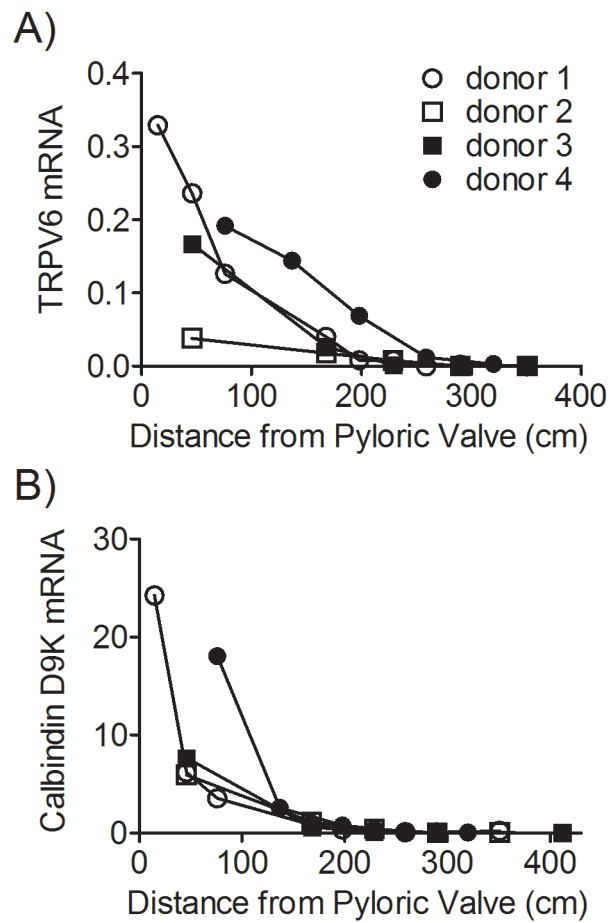 A)
TRPV6 mRNA
0.4
0.3
0.2
0.1
0.0
donor 1
donor 2
donor 3
donor 4
0 100 200 300 400
Distance from Pyloric Valve (cm)
B)
Calbindin D9K mRNA
30
20
10
0
0 100 200 300 400
Distance from Pyloric Valve (cm)